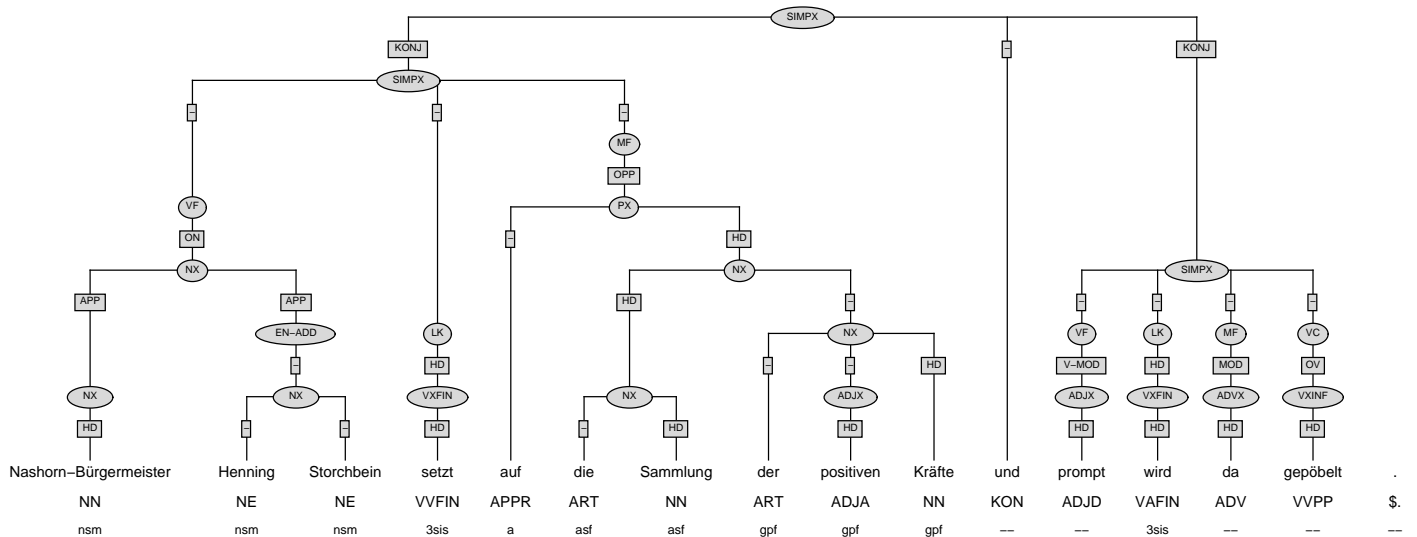 SIMPX
KONJ – KONJ
SIMPX
– – –
MF
OPP
VF PX
ON – HD
NX NX SIMPX
APP APP HD – – – – –
EN–ADD LK NX VF LK MF VC
– HD – – HD V–MOD HD MOD OV
NX NX VXFIN NX ADJX ADJX VXFIN ADVX VXINF
HD – – HD – HD HD HD HD HD HD
Nashorn–Bürgermeister Henning Storchbein setzt auf die Sammlung der positiven Kräfte und prompt wird da gepöbelt .
NN NE NE VVFIN APPR ART NN ART ADJA NN KON ADJD VAFIN ADV VVPP $.
nsm nsm nsm 3sis a asf asf gpf gpf gpf –– –– 3sis –– –– ––